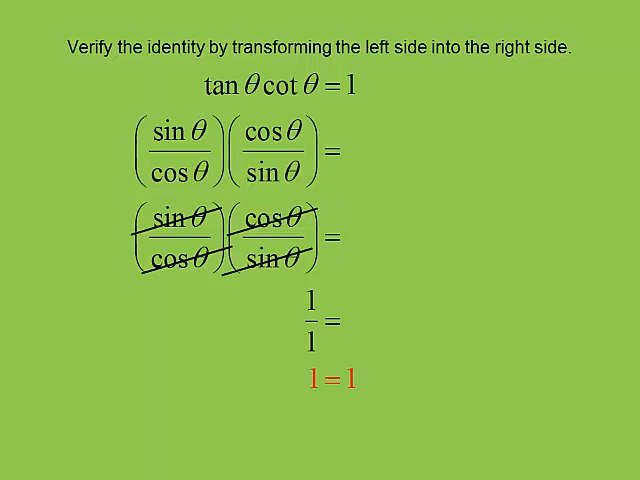 Verify the identity by transforming the left side into the right side.
tan θ cot θ = 1
(sin θ / cos θ)(cos θ / sin θ) =
(sin θ / cos θ)(cos θ / sin θ) =
1/1 =
1 = 1